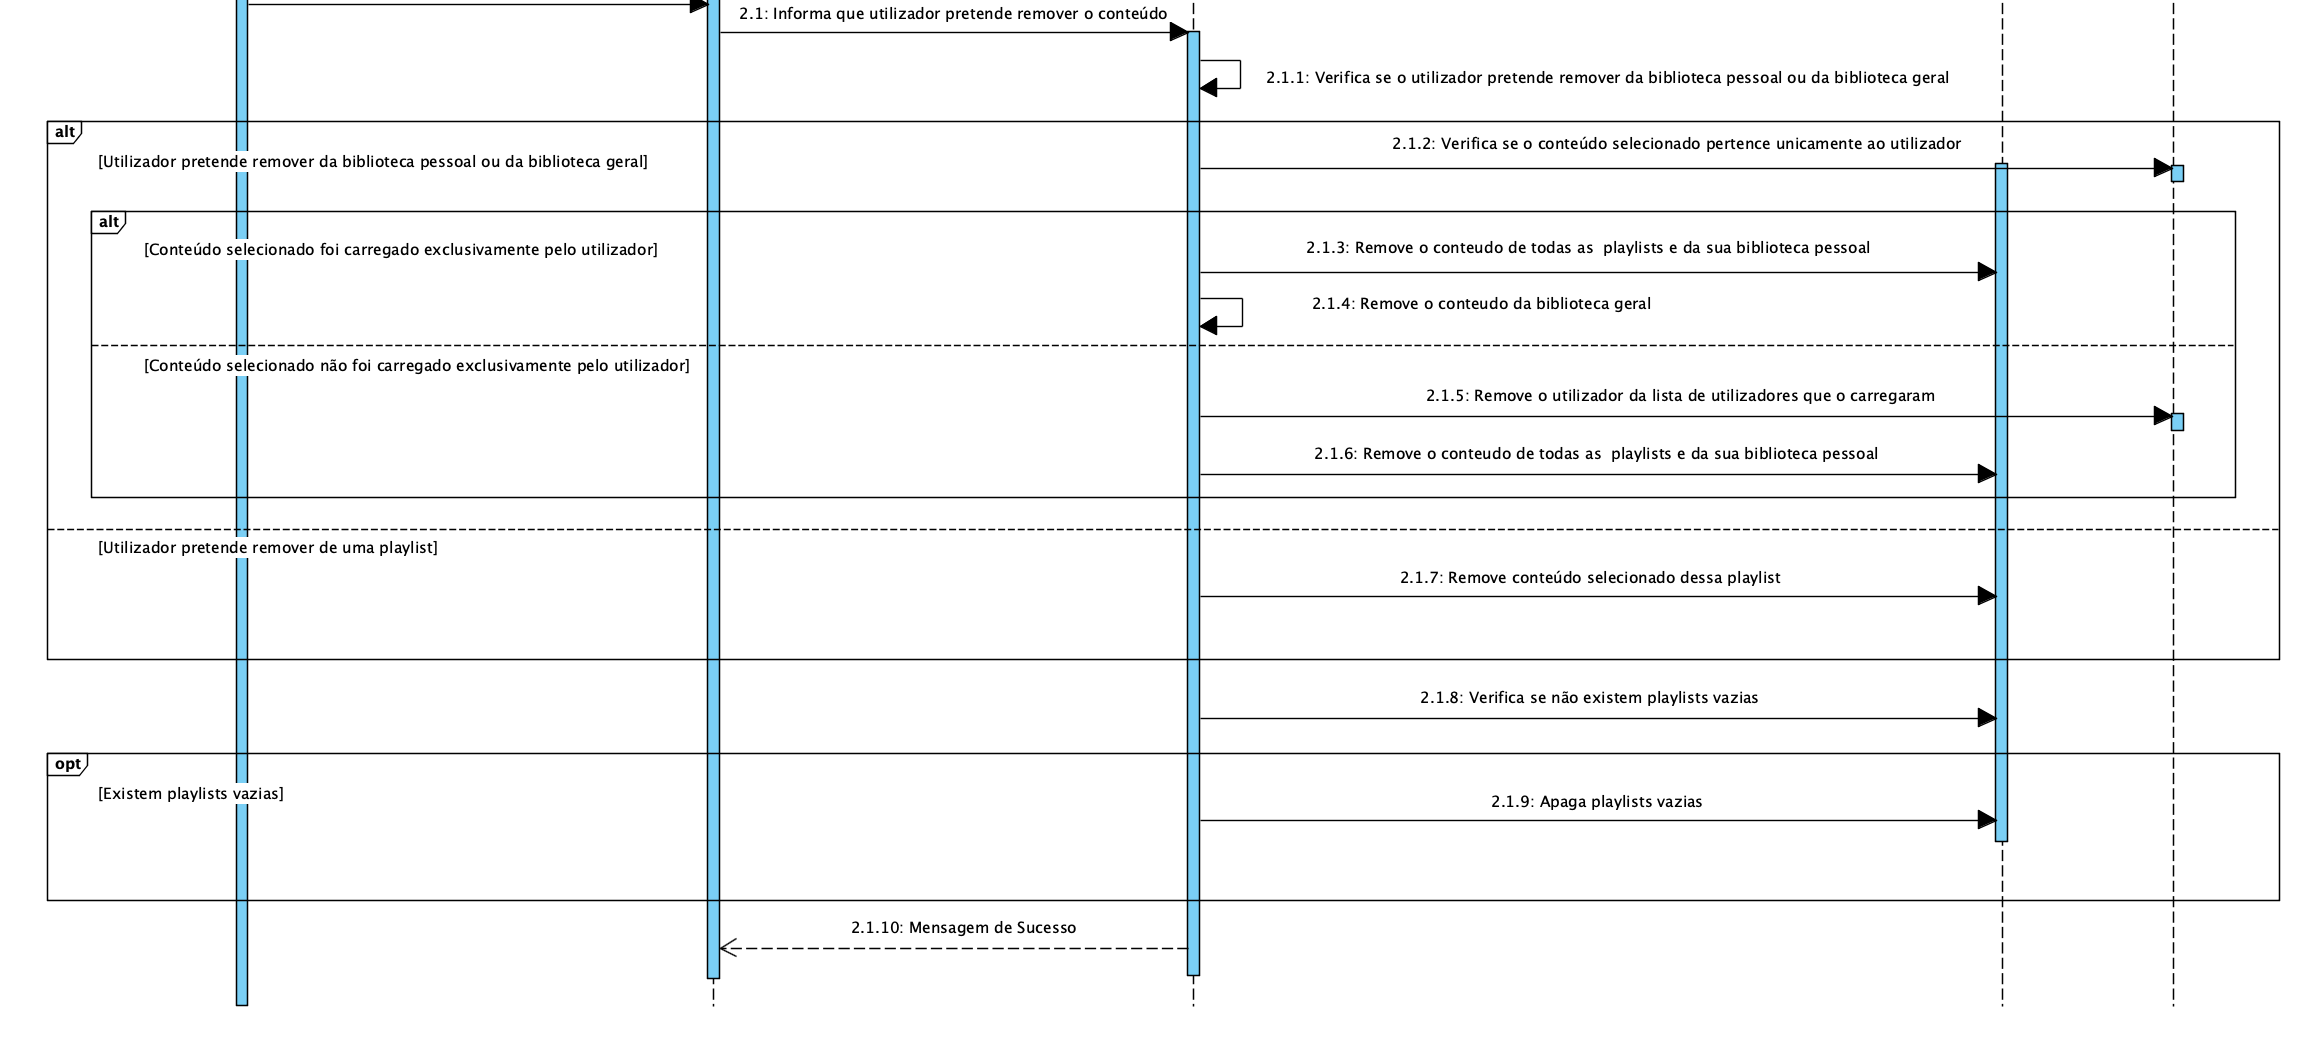 2.1: Informa que utilizador pretende remover o conteúdo
2.1.1: Verifica se o utilizador pretende remover da biblioteca pessoal ou da biblioteca geral
alt
2.1.2: Verifica se o conteúdo selecionado pertence unicamente ao utilizador
[Utilizador pretende remover da biblioteca pessoal ou da biblioteca geral]
alt
[Conteúdo selecionado foi carregado exclusivamente pelo utilizador]
2.1.3: Remove o conteudo de todas as  playlists e da sua biblioteca pessoal
2.1.4: Remove o conteudo da biblioteca geral
[Conteúdo selecionado não foi carregado exclusivamente pelo utilizador]
2.1.5: Remove o utilizador da lista de utilizadores que o carregaram
2.1.6: Remove o conteudo de todas as  playlists e da sua biblioteca pessoal
[Utilizador pretende remover de uma playlist]
2.1.7: Remove conteúdo selecionado dessa playlist
2.1.8: Verifica se não existem playlists vazias
opt
[Existem playlists vazias]
2.1.9: Apaga playlists vazias
2.1.10: Mensagem de Sucesso